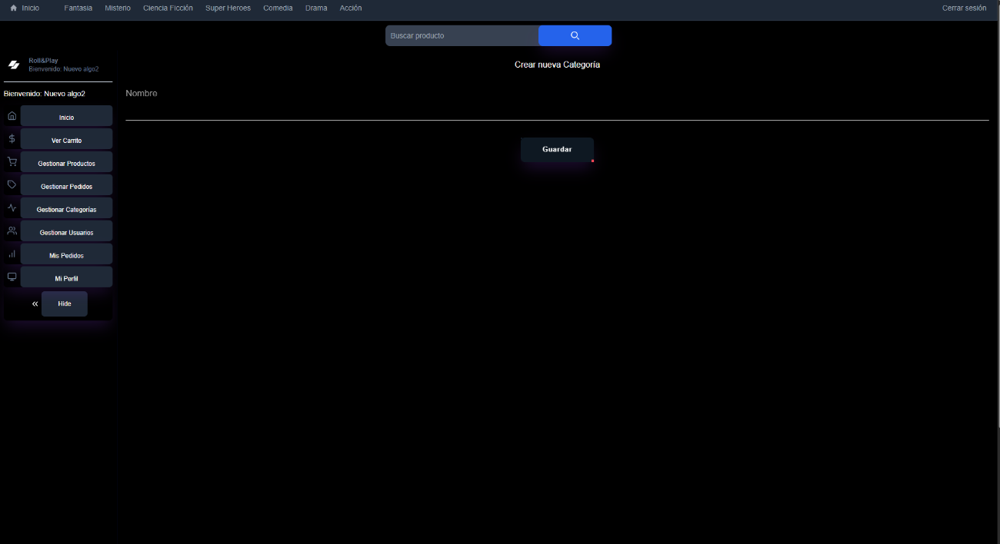 Inicio Fantasia Misterio Ciencia Ficción Super Heroes Comedia Drama Acción Cerrar sesión
Buscar producto
Roll&Play
Bienvenido: Nuevo algo2
Crear nueva Categoría
Bienvenido: Nuevo algo2
Nombre
Inicio
Ver Carrito
Guardar
Gestionar Productos
Gestionar Pedidos
Gestionar Categorías
Gestionar Usuarios
Mis Pedidos
Mi Perfil
Hide